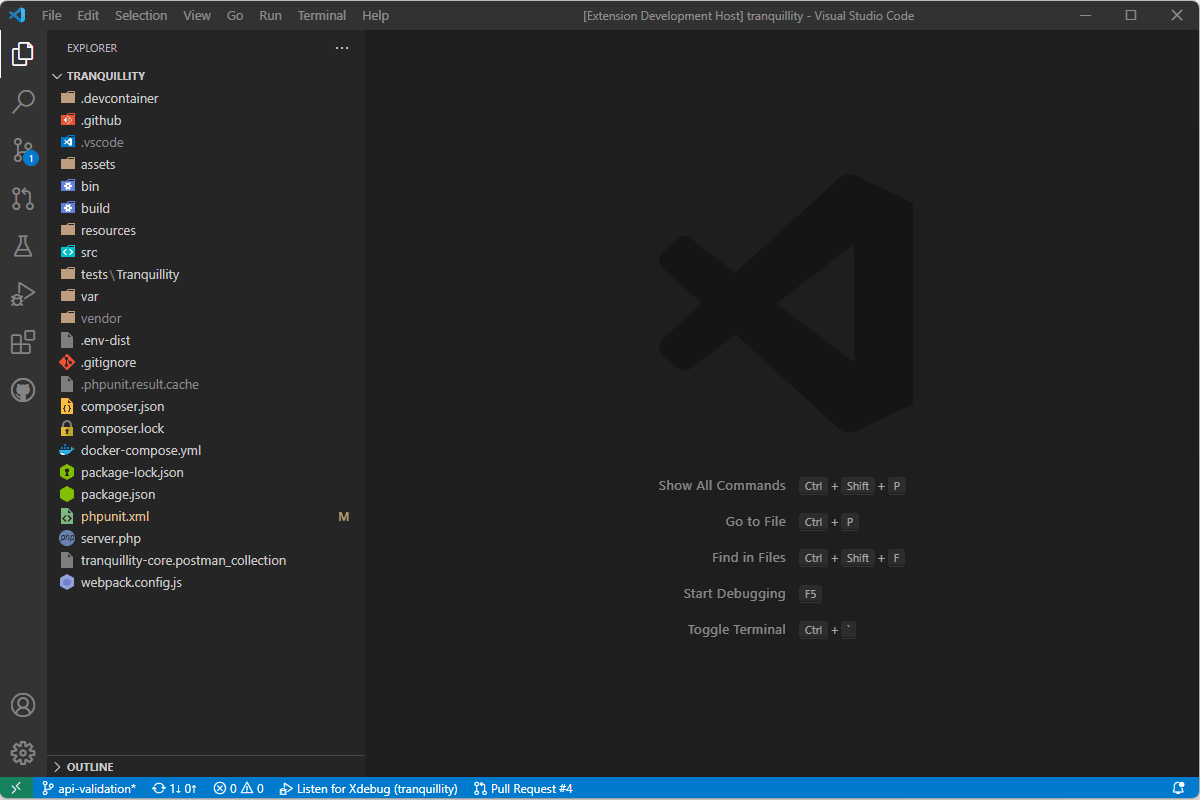 File Edit Selection View Go Run Terminal Help [Extension Development Host] tranquillity - Visual Studio Code
EXPLORER
TRANQUILLITY
.devcontainer
.github
.vscode
assets
bin
build
resources
src
tests\Tranquillity
var
vendor
.env-dist
.gitignore
.phpunit.result.cache
composer.json
composer.lock
docker-compose.yml
package-lock.json
package.json
phpunit.xml M
server.php
tranquillity-core.postman_collection
webpack.config.js
1
Show All Commands Ctrl + Shift + P
Go to File Ctrl + P
Find in Files Ctrl + Shift + F
Start Debugging F5
Toggle Terminal Ctrl + `
OUTLINE
api-validation* 1↓ 0↑ 0 0 Listen for Xdebug (tranquillity) Pull Request #4